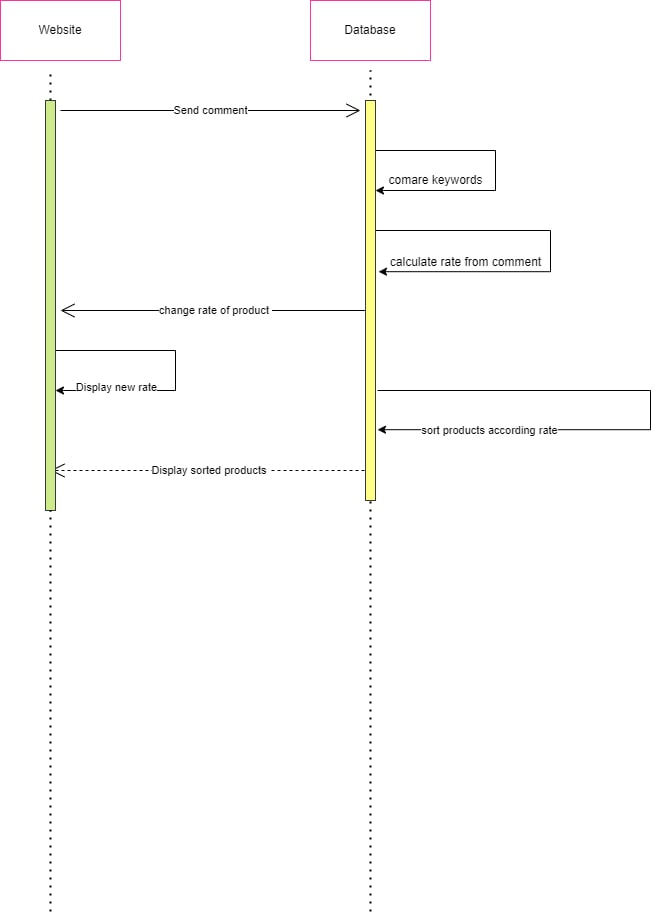 Website
Database
Send comment
comare keywords
calculate rate from comment
change rate of product
Display new rate
sort products according rate
Display sorted products